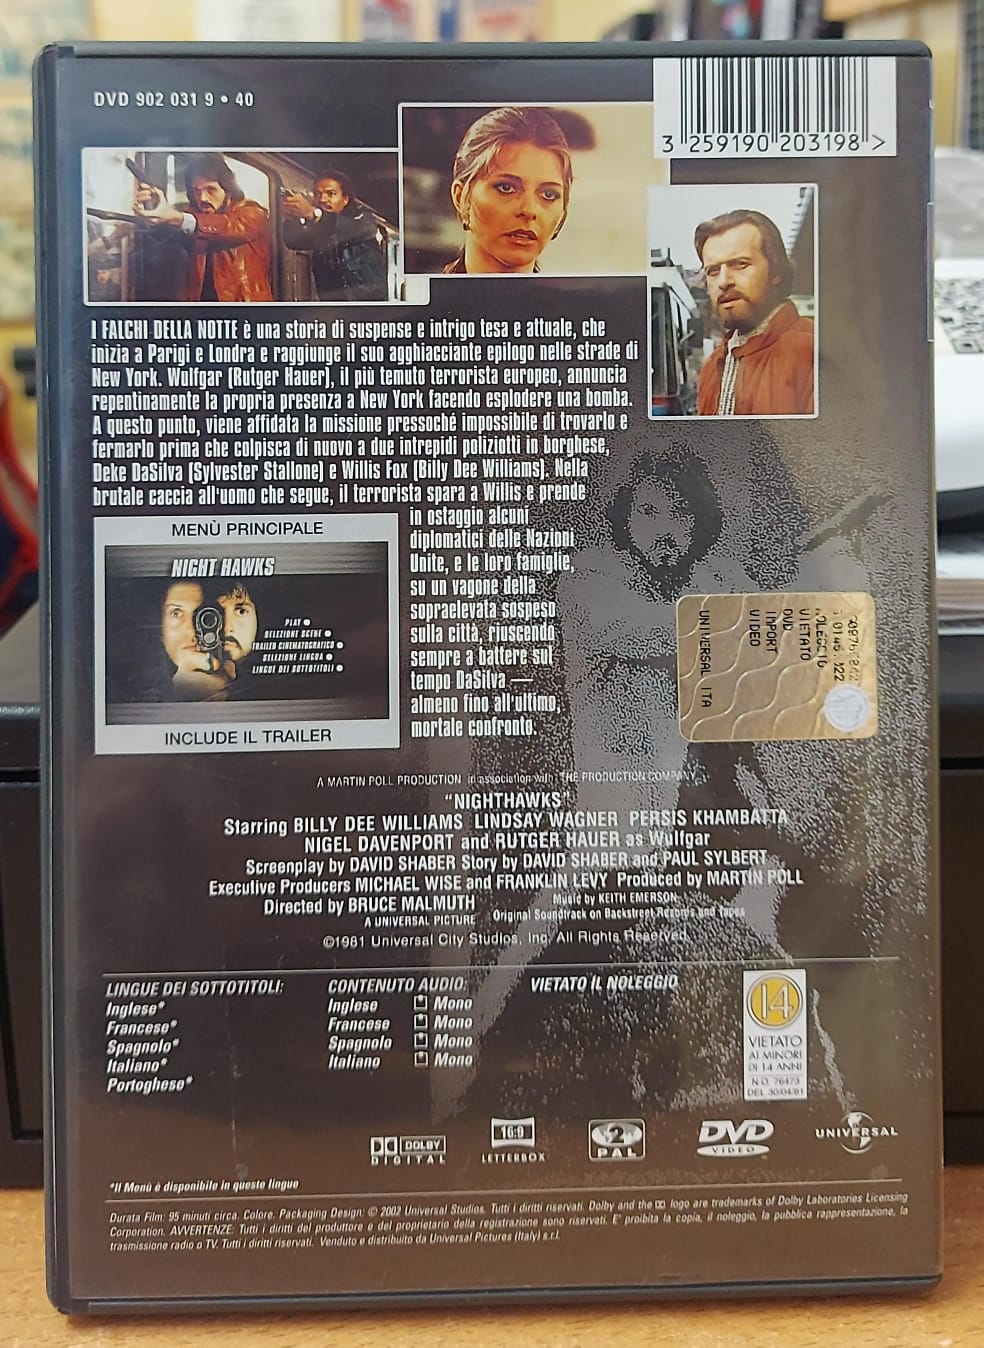 DVD 902 031 9 • 40
3 259190 203198 >
I FALCHI DELLA NOTTE è una storia di suspense e intrigo tesa e attuale, che
inizia a Parigi e Londra e raggiunge il suo agghiacciante epilogo nelle strade di
New York. Wolfgar (Rutger Hauer), il più temuto terrorista europeo, annuncia
repentinamente la propria presenza a New York facendo esplodere una bomba.
A questo punto, viene affidata la missione pressoché impossibile di trovarlo e
fermarlo prima che colpisca di nuovo a due intrepidi poliziotti in borghese,
Deke DaSilva (Sylvester Stallone) e Willis Fox (Billy Dee Williams). Nella
brutale caccia all'uomo che segue, il terrorista spara a Willis e prende
in ostaggio alcuni
diplomatici delle Nazioni
Unite, e le loro famiglie,
su un vagone della
sopraelevata sospeso
sulla città, riuscendo
sempre a battere sul
tempo DaSilva —
almeno fino all'ultimo,
mortale confronto.
MENÙ PRINCIPALE
NIGHT HAWKS
PLAY
SELEZIONE SCENE
TRAILER CINEMATOGRAFICO
SELEZIONE LINGUA
LINGUE DEI SOTTOTITOLI
INCLUDE IL TRAILER
NOLEGGIO
VIETATO
DVD
IMPORT
VIDEO
UNIVERSAL ITA
A MARTIN POLL PRODUCTION in association with THE PRODUCTION COMPANY
"NIGHTHAWKS"
Starring BILLY DEE WILLIAMS LINDSAY WAGNER PERSIS KHAMBATTA
NIGEL DAVENPORT and RUTGER HAUER as Wulfgar
Screenplay by DAVID SHABER Story by DAVID SHABER and PAUL SYLBERT
Executive Producers MICHAEL WISE and FRANKLIN LEVY Produced by MARTIN POLL
Directed by BRUCE MALMUTH Music by KEITH EMERSON
A UNIVERSAL PICTURE Original Soundtrack on Backstreet Records and Tapes
©1981 Universal City Studios, Inc. All Rights Reserved.
LINGUE DEI SOTTOTITOLI:
Inglese*
Francese*
Spagnolo*
Italiano*
Portoghese*
CONTENUTO AUDIO:
Inglese Mono
Francese Mono
Spagnolo Mono
Italiano Mono
VIETATO IL NOLEGGIO
14
VIETATO
AI MINORI
DI 14 ANNI
N.O. 76473
DEL 30/04/81
DOLBY
DIGITAL
16:9
LETTERBOX
2
PAL
DVD
VIDEO
UNIVERSAL
*Il Menù è disponibile in queste lingue
Durata Film: 95 minuti circa. Colore. Packaging Design: © 2002 Universal Studios. Tutti i diritti riservati. Dolby and the logo are trademarks of Dolby Laboratories Licensing
Corporation. AVVERTENZE: Tutti i diritti del produttore e del proprietario della registrazione sono riservati. E' proibita la copia, il noleggio, la pubblica rappresentazione, la
trasmissione radio o TV. Tutti i diritti riservati. Venduto e distribuito da Universal Pictures (Italy) s.r.l.